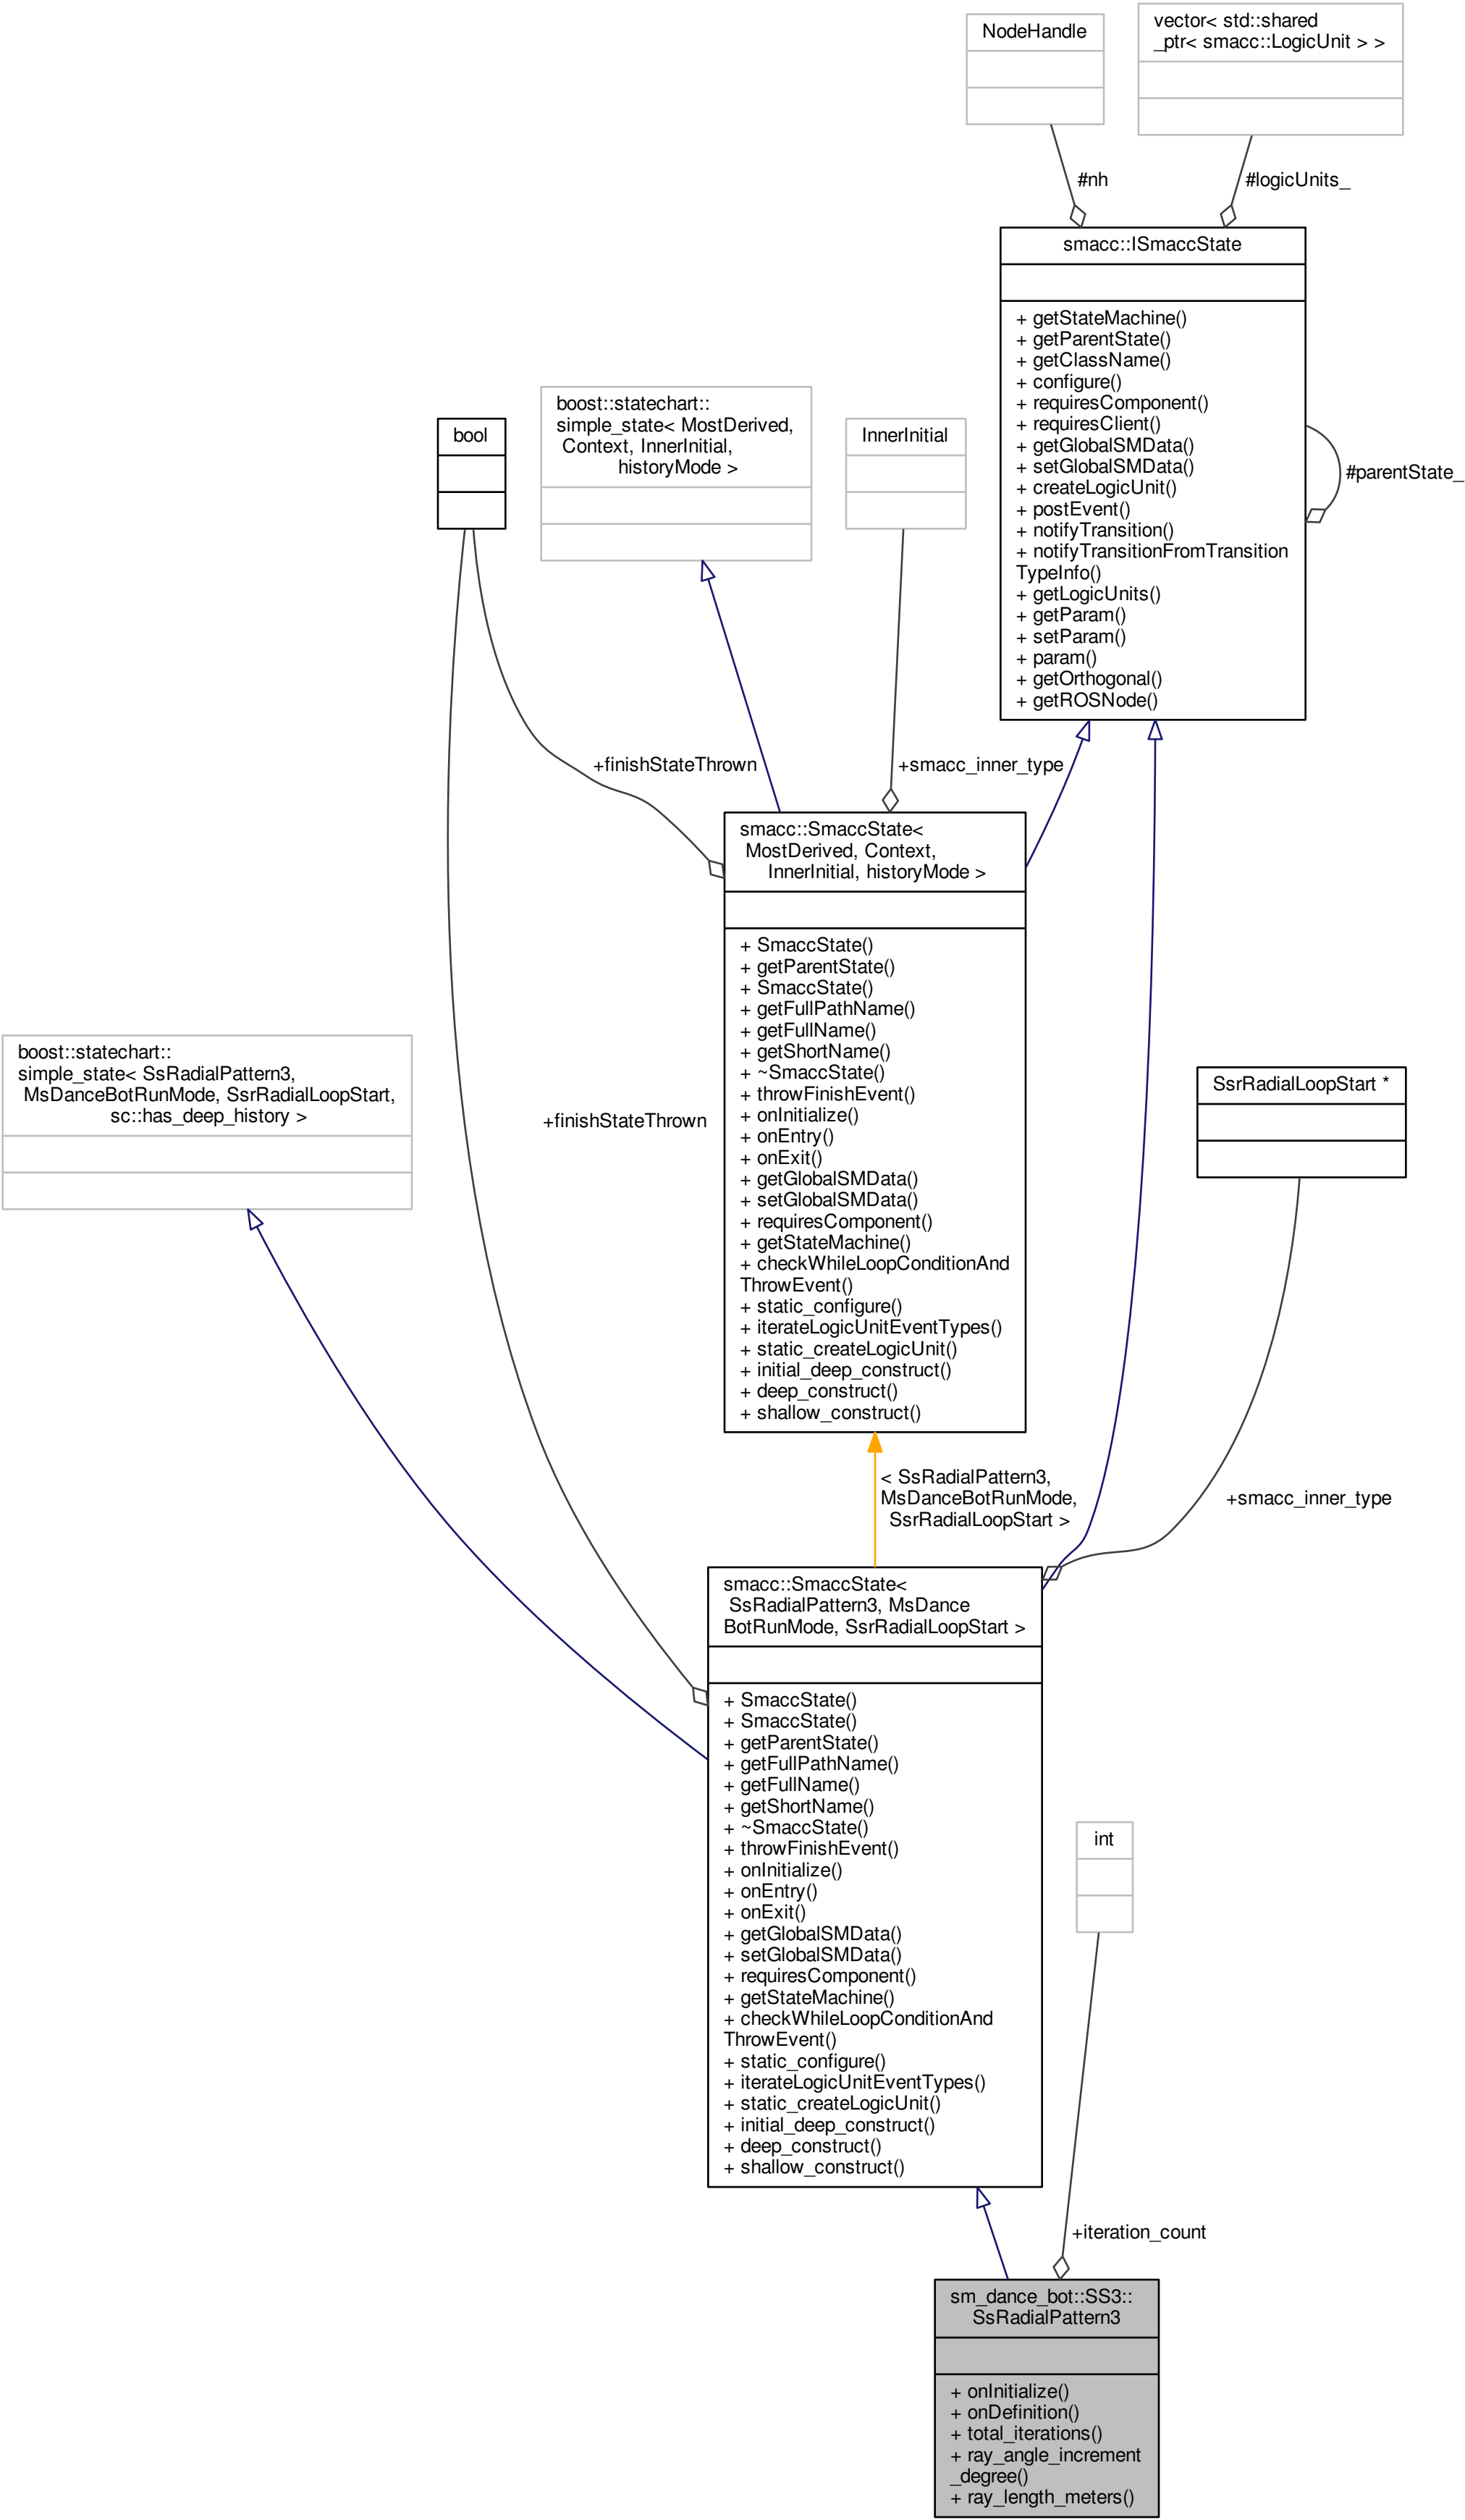 NodeHandle
vector< std::shared
_ptr< smacc::LogicUnit > >
#nh
#logicUnits_
smacc::ISmaccState
+ getStateMachine()
+ getParentState()
+ getClassName()
+ configure()
+ requiresComponent()
+ requiresClient()
+ getGlobalSMData()
+ setGlobalSMData()
+ createLogicUnit()
+ postEvent()
+ notifyTransition()
+ notifyTransitionFromTransition
TypeInfo()
+ getLogicUnits()
+ getParam()
+ setParam()
+ param()
+ getOrthogonal()
+ getROSNode()
#parentState_
bool
boost::statechart::
simple_state< MostDerived,
Context, InnerInitial,
historyMode >
InnerInitial
+finishStateThrown
+smacc_inner_type
smacc::SmaccState<
MostDerived, Context,
InnerInitial, historyMode >
+ SmaccState()
+ getParentState()
+ SmaccState()
+ getFullPathName()
+ getFullName()
+ getShortName()
+ ~SmaccState()
+ throwFinishEvent()
+ onInitialize()
+ onEntry()
+ onExit()
+ getGlobalSMData()
+ setGlobalSMData()
+ requiresComponent()
+ getStateMachine()
+ checkWhileLoopConditionAnd
ThrowEvent()
+ static_configure()
+ iterateLogicUnitEventTypes()
+ static_createLogicUnit()
+ initial_deep_construct()
+ deep_construct()
+ shallow_construct()
boost::statechart::
simple_state< SsRadialPattern3,
MsDanceBotRunMode, SsrRadialLoopStart,
sc::has_deep_history >
+finishStateThrown
SsrRadialLoopStart *
< SsRadialPattern3,
MsDanceBotRunMode,
SsrRadialLoopStart >
+smacc_inner_type
smacc::SmaccState<
SsRadialPattern3, MsDance
BotRunMode, SsrRadialLoopStart >
+ SmaccState()
+ SmaccState()
+ getParentState()
+ getFullPathName()
+ getFullName()
+ getShortName()
+ ~SmaccState()
+ throwFinishEvent()
+ onInitialize()
+ onEntry()
+ onExit()
+ getGlobalSMData()
+ setGlobalSMData()
+ requiresComponent()
+ getStateMachine()
+ checkWhileLoopConditionAnd
ThrowEvent()
+ static_configure()
+ iterateLogicUnitEventTypes()
+ static_createLogicUnit()
+ initial_deep_construct()
+ deep_construct()
+ shallow_construct()
int
+iteration_count
sm_dance_bot::SS3::
SsRadialPattern3
+ onInitialize()
+ onDefinition()
+ total_iterations()
+ ray_angle_increment
_degree()
+ ray_length_meters()